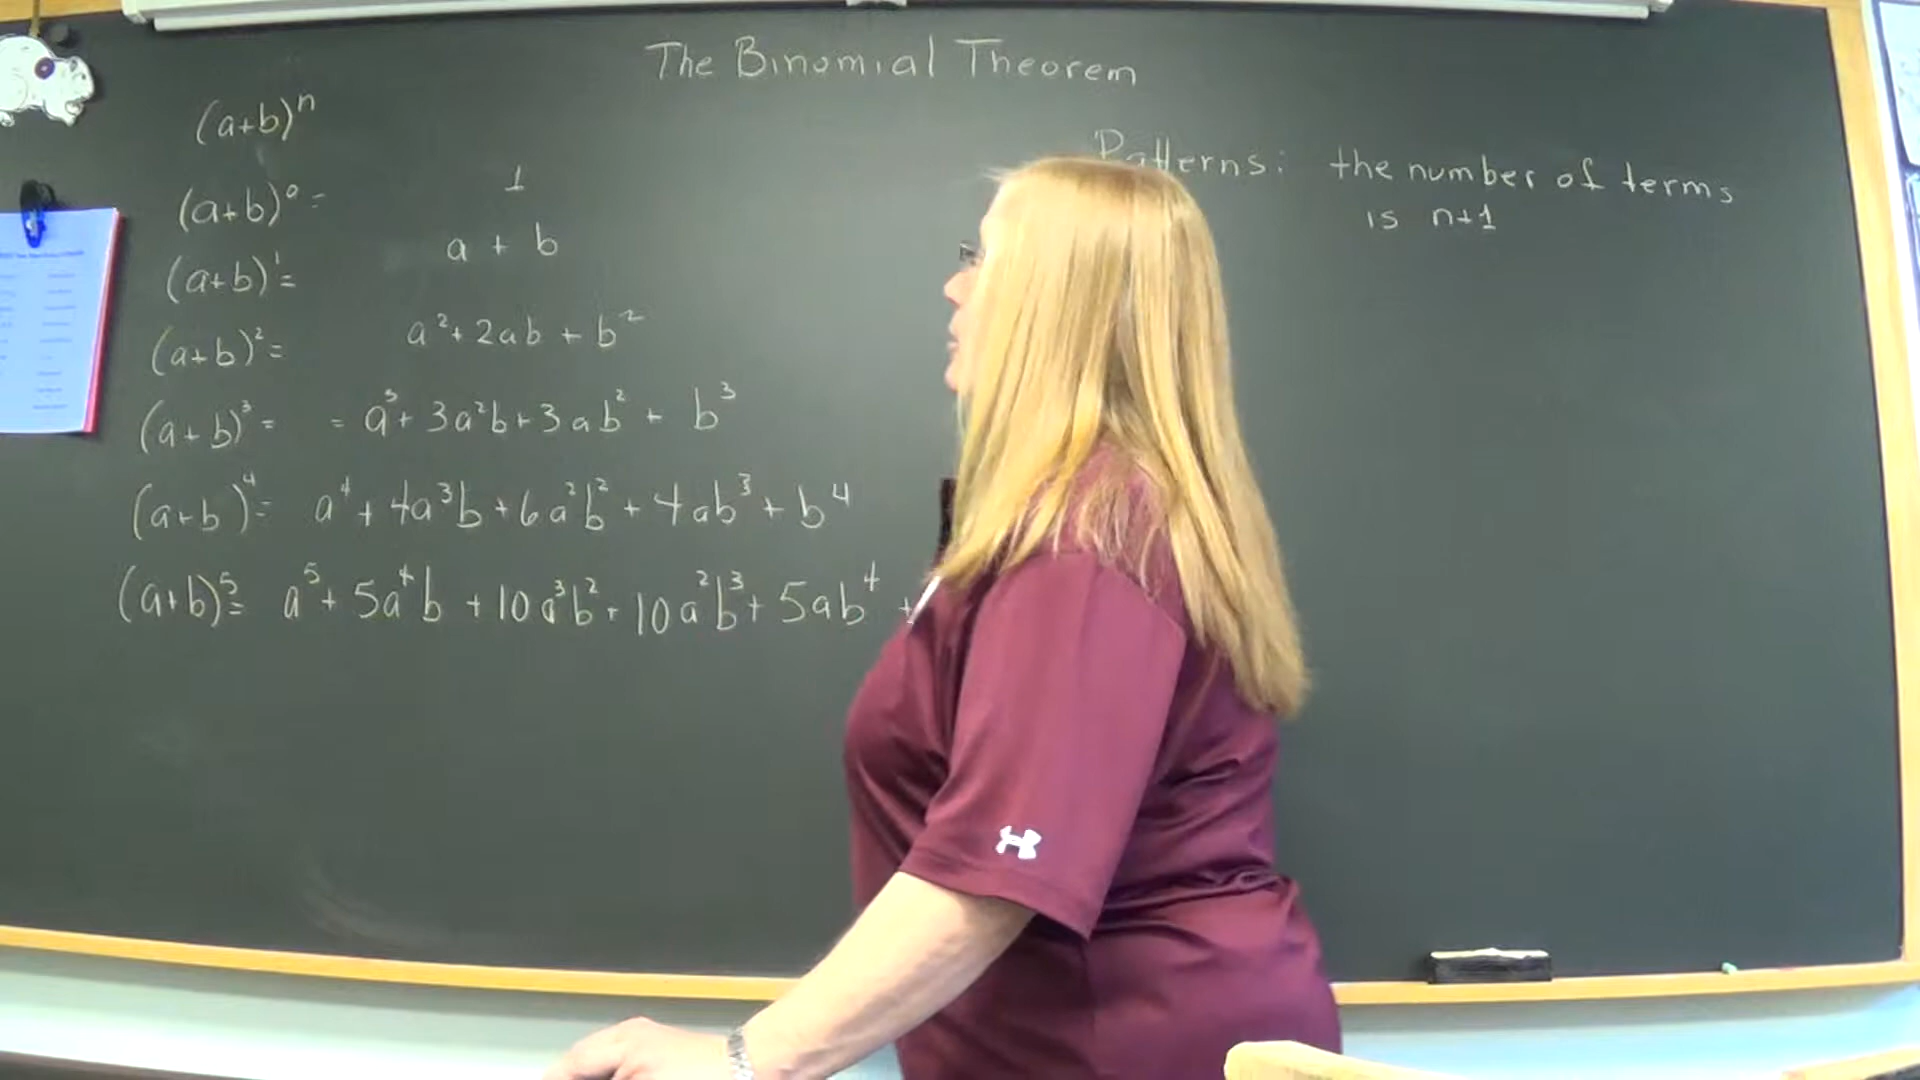 The Binomial Theorem
(a+b)^n
(a+b)^0 = 1
(a+b)^1 = a + b
(a+b)^2 = a^2 + 2ab + b^2
(a+b)^3 = = a^3 + 3a^2b + 3ab^2 + b^3
(a+b)^4 = a^4 + 4a^3b + 6a^2b^2 + 4ab^3 + b^4
(a+b)^5 = a^5 + 5a^4b + 10a^3b^2 + 10a^2b^3 + 5ab^4 +
Patterns: the number of terms
is n+1